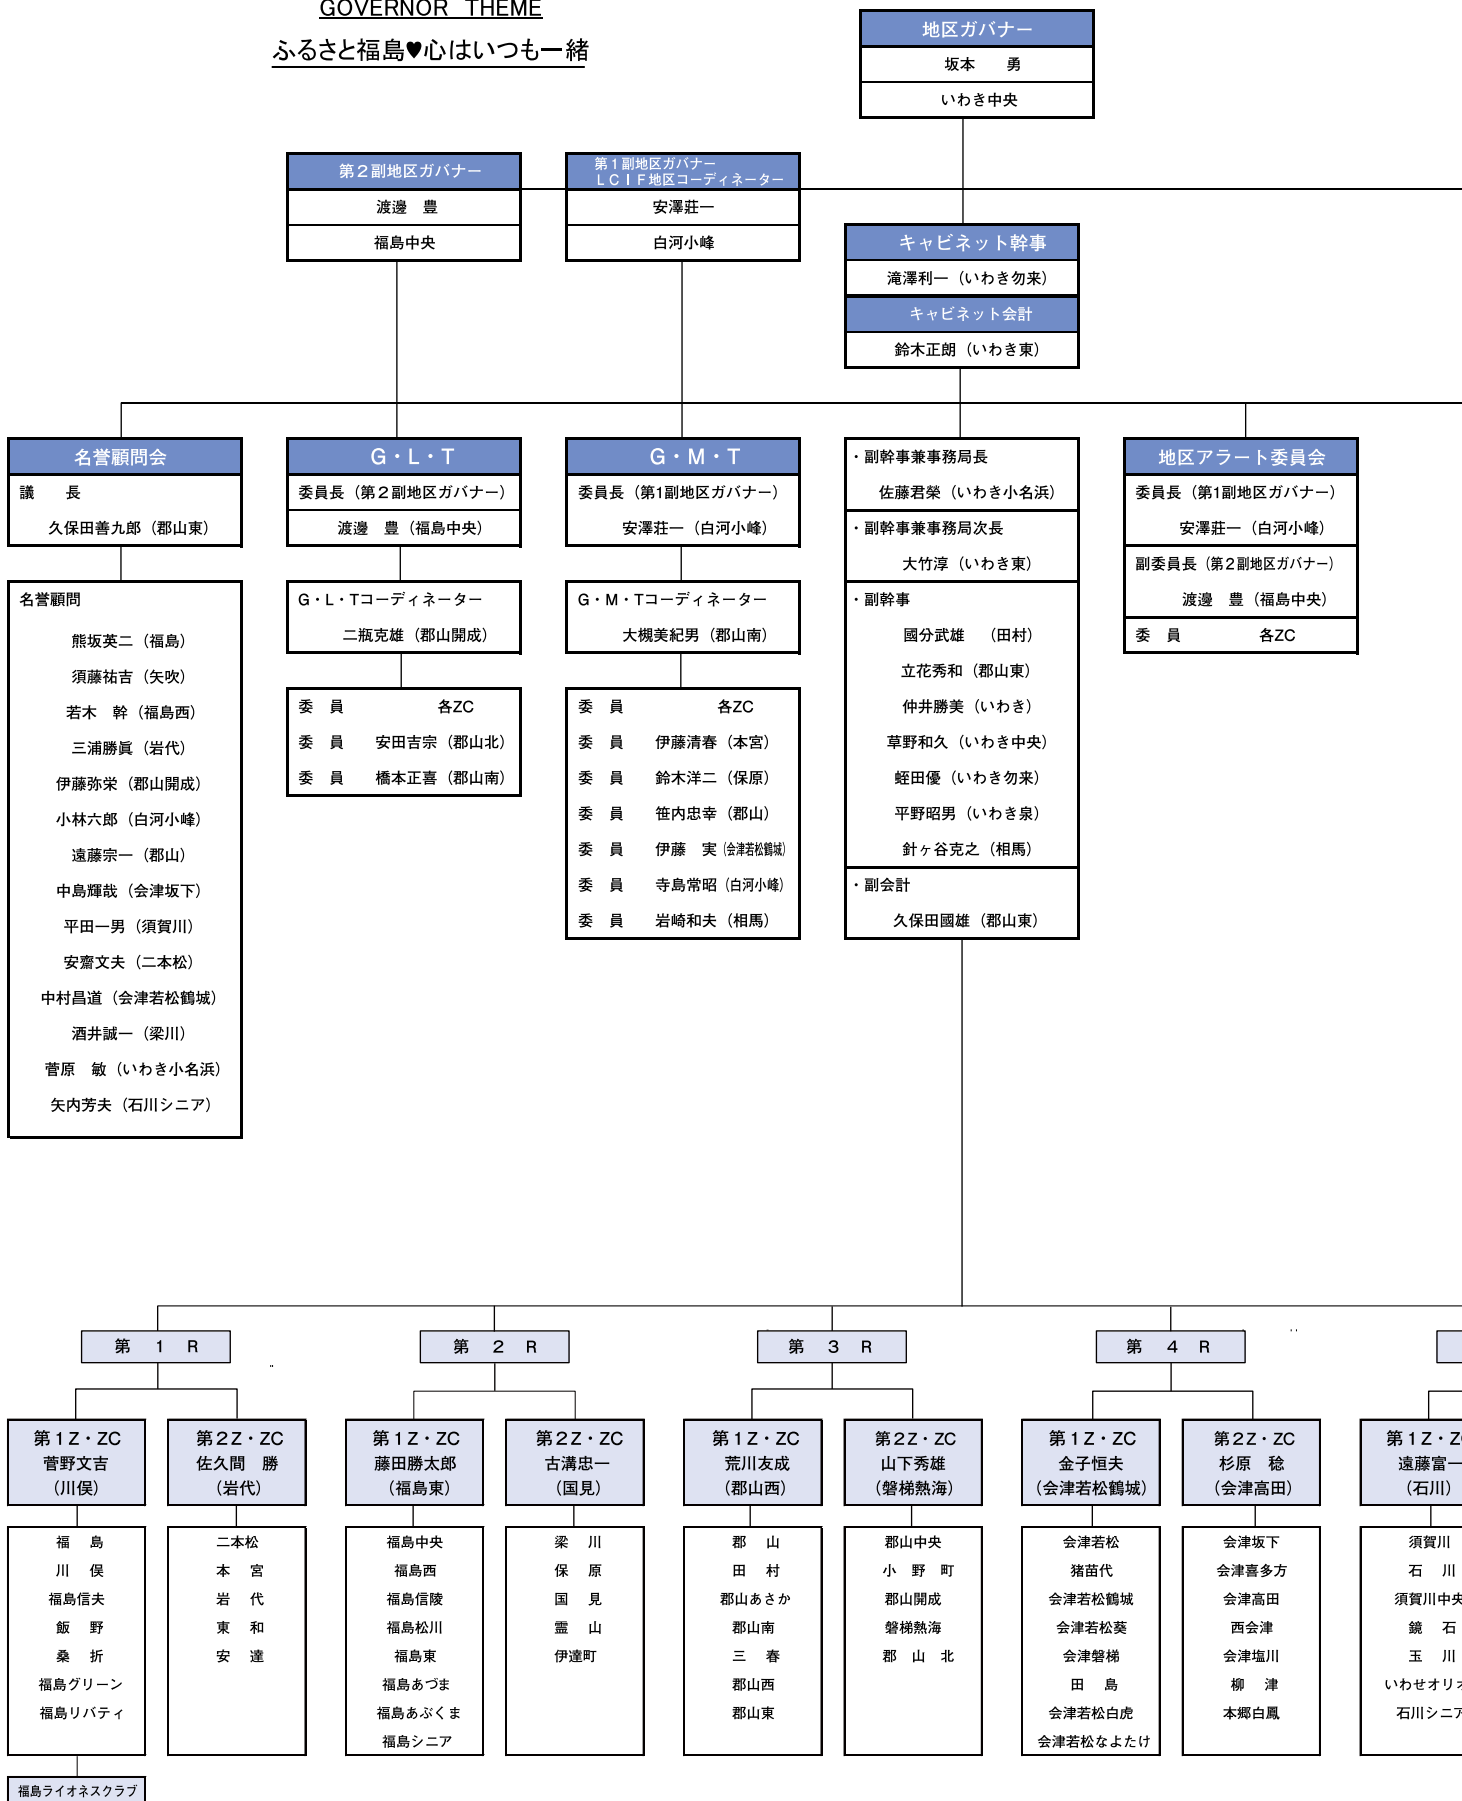 GOVERNOR THEME
ふるさと福島♥心はいつも一緒
地区ガバナー
坂本　　勇
いわき中央
第２副地区ガバナー
渡邊　豊
福島中央
第１副地区ガバナー
ＬＣＩＦ地区コーディネーター
安澤莊一
白河小峰
キャビネット幹事
滝澤利一（いわき勿来）
キャビネット会計
鈴木正朗（いわき東）
名誉顧問会
議　　長
久保田善九郎（郡山東）
名誉顧問
熊坂英二（福島）
須藤祐吉（矢吹）
若木　幹（福島西）
三浦勝眞（岩代）
伊藤弥栄（郡山開成）
小林六郎（白河小峰）
遠藤宗一（郡山）
中島輝哉（会津坂下）
平田一男（須賀川）
安齋文夫（二本松）
中村昌道（会津若松鶴城）
酒井誠一（梁川）
菅原　敏（いわき小名浜）
矢内芳夫（石川シニア）
G・L・T
委員長（第２副地区ガバナー）
渡邊　豊（福島中央）
G・L・Tコーディネーター
二瓶克雄（郡山開成）
委　員　　各ZC
委　員　　安田吉宗（郡山北）
委　員　　橋本正喜（郡山南）
G・M・T
委員長（第1副地区ガバナー）
安澤莊一（白河小峰）
G・M・Tコーディネーター
大槻美紀男（郡山南）
委　員　　各ZC
委　員　　伊藤清春（本宮）
委　員　　鈴木洋二（保原）
委　員　　笹内忠幸（郡山）
委　員　　伊藤　実（会津若松鶴城）
委　員　　寺島常昭（白河小峰）
委　員　　岩崎和夫（相馬）
・副幹事兼事務局長
佐藤君榮（いわき小名浜）
・副幹事兼事務局次長
大竹淳（いわき東）
・副幹事
國分武雄　（田村）
立花秀和（郡山東）
仲井勝美（いわき）
草野和久（いわき中央）
蛭田優（いわき勿来）
平野昭男（いわき泉）
針ヶ谷克之（相馬）
・副会計
久保田國雄（郡山東）
地区アラート委員会
委員長（第1副地区ガバナー）
安澤莊一（白河小峰）
副委員長（第２副地区ガバナー）
渡邊　豊（福島中央）
委　員　　各ZC
第　１　R
第１Z・ZC
菅野文吉
（川俣）
福　島
川　俣
福島信夫
飯　野
桑　折
福島グリーン
福島リバティ
福島ライオネスクラブ
第２Z・ZC
佐久間　勝
（岩代）
二本松
本　宮
岩　代
東　和
安　達
第　２　R
第１Z・ZC
藤田勝太郎
（福島東）
福島中央
福島西
福島信陵
福島松川
福島東
福島あづま
福島あぶくま
福島シニア
第２Z・ZC
古溝忠一
（国見）
梁　川
保　原
国　見
霊　山
伊達町
第　３　R
第１Z・ZC
荒川友成
（郡山西）
郡　山
田　村
郡山あさか
郡山南
三　春
郡山西
郡山東
第２Z・ZC
山下秀雄
（磐梯熱海）
郡山中央
小　野　町
郡山開成
磐梯熱海
郡　山　北
第　４　R
第１Z・ZC
金子恒夫
（会津若松鶴城）
会津若松
猪苗代
会津若松鶴城
会津若松葵
会津磐梯
田　島
会津若松白虎
会津若松なよたけ
第２Z・ZC
杉原　稔
（会津高田）
会津坂下
会津喜多方
会津高田
西会津
会津塩川
柳　津
本郷白鳳
第１Z・Z
遠藤富一
（石川）
須賀川
石　川
須賀川中央
鏡　石
玉　川
いわせオリオ
石川シニア